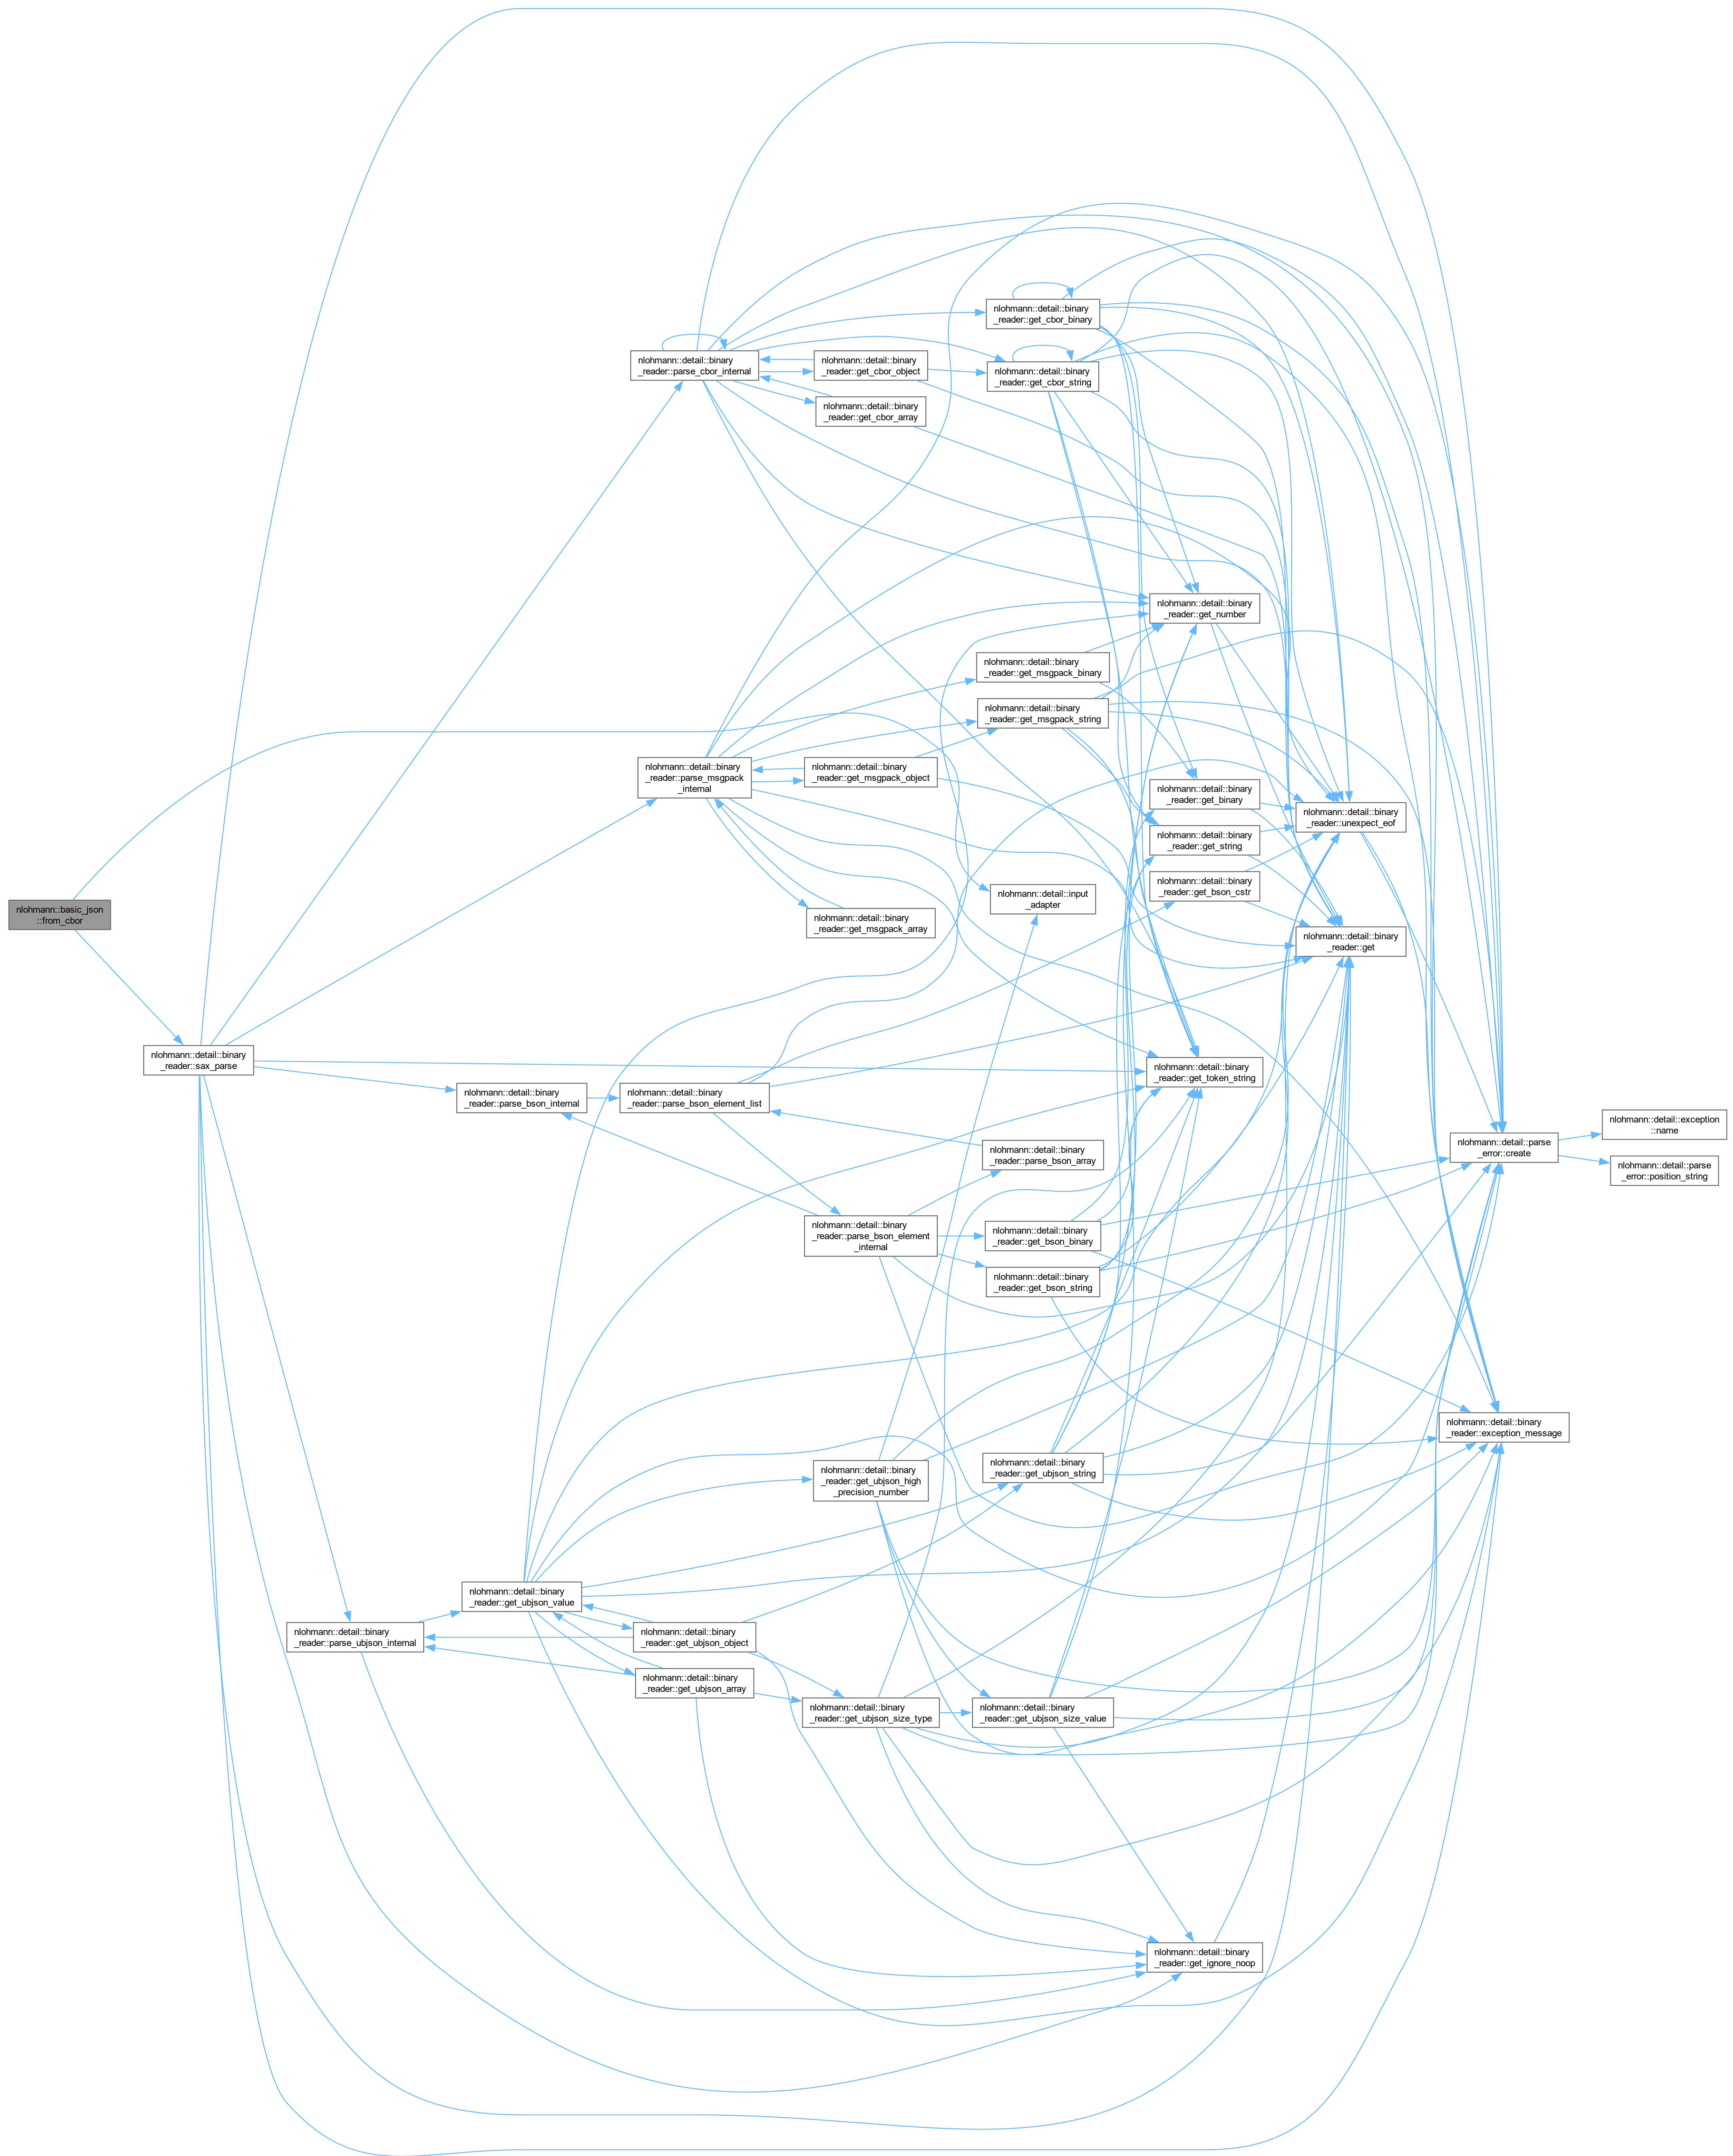 nlohmann::basic_json
::from_cbor
nlohmann::detail::binary
_reader::sax_parse
nlohmann::detail::binary
_reader::parse_cbor_internal
nlohmann::detail::binary
_reader::get_cbor_object
nlohmann::detail::binary
_reader::get_cbor_array
nlohmann::detail::binary
_reader::get_cbor_binary
nlohmann::detail::binary
_reader::get_cbor_string
nlohmann::detail::binary
_reader::get_number
nlohmann::detail::binary
_reader::get_msgpack_binary
nlohmann::detail::binary
_reader::get_msgpack_string
nlohmann::detail::binary
_reader::parse_msgpack
_internal
nlohmann::detail::binary
_reader::get_msgpack_object
nlohmann::detail::binary
_reader::get_msgpack_array
nlohmann::detail::binary
_reader::get_binary
nlohmann::detail::binary
_reader::get_string
nlohmann::detail::binary
_reader::get_bson_cstr
nlohmann::detail::binary
_reader::unexpect_eof
nlohmann::detail::input
_adapter
nlohmann::detail::binary
_reader::get
nlohmann::detail::binary
_reader::get_token_string
nlohmann::detail::binary
_reader::parse_bson_internal
nlohmann::detail::binary
_reader::parse_bson_element_list
nlohmann::detail::binary
_reader::parse_bson_array
nlohmann::detail::parse
_error::create
nlohmann::detail::exception
::name
nlohmann::detail::parse
_error::position_string
nlohmann::detail::binary
_reader::parse_bson_element
_internal
nlohmann::detail::binary
_reader::get_bson_binary
nlohmann::detail::binary
_reader::get_bson_string
nlohmann::detail::binary
_reader::exception_message
nlohmann::detail::binary
_reader::get_ubjson_high
_precision_number
nlohmann::detail::binary
_reader::get_ubjson_string
nlohmann::detail::binary
_reader::get_ubjson_value
nlohmann::detail::binary
_reader::parse_ubjson_internal
nlohmann::detail::binary
_reader::get_ubjson_object
nlohmann::detail::binary
_reader::get_ubjson_array
nlohmann::detail::binary
_reader::get_ubjson_size_type
nlohmann::detail::binary
_reader::get_ubjson_size_value
nlohmann::detail::binary
_reader::get_ignore_noop